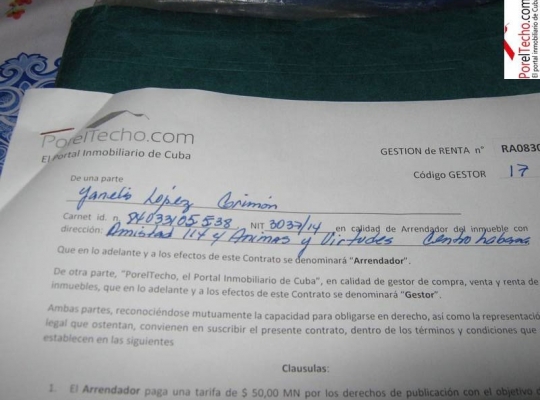 PorelTecho.com
El portal inmobiliario de Cuba
PorelTecho.com
El Portal Inmobiliario de Cuba
GESTION de RENTA n° RA0830
Código GESTOR 17
De una parte
Yanelis López
Carnet id. n. 84033105538 NIT 3037/14 en calidad de Arrendador del inmueble con
dirección: Amistad 114 y Animas y Virtudes Centro habana
Que en lo adelante y a los efectos de este Contrato se denominará "Arrendador".
De otra parte, "PorelTecho, el Portal Inmobiliario de Cuba", en calidad de gestor de compra, venta y renta de
inmuebles, que en lo adelante y a los efectos de este Contrato se denominará "Gestor".
Ambas partes, reconociéndose mutuamente la capacidad para obligarse en derecho, así como la representació
legal que ostentan, convienen en suscribir el presente contrato, dentro de los términos y condiciones que
establecen en las siguientes
Clausulas:
1. El Arrendador paga una tarifa de $ 50,00 MN por los derechos de publicación con el objetivo d